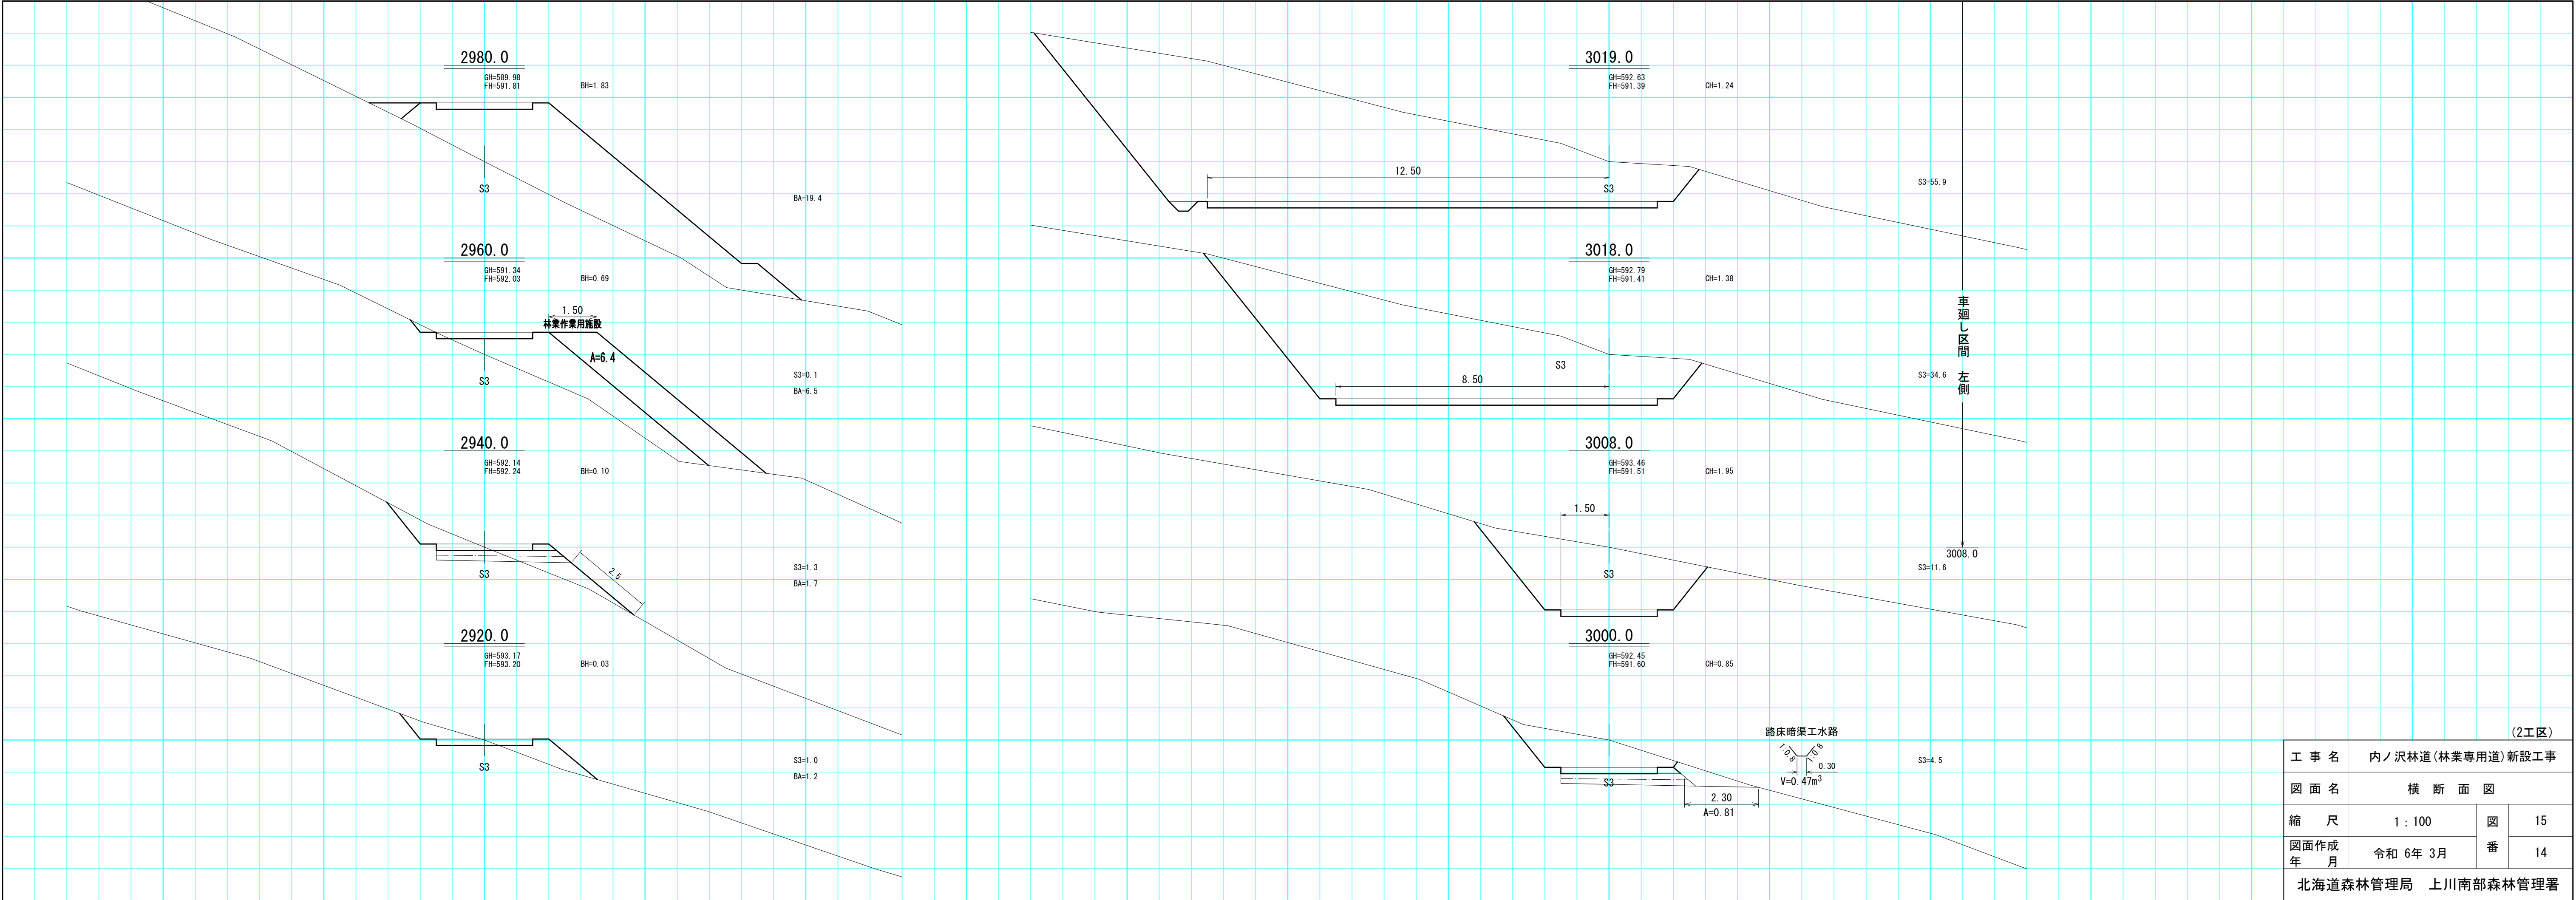 2980.0
GH=589.98
FH=591.81
BH=1.83
S3
BA=19.4
2960.0
GH=591.34
FH=592.03
BH=0.69
1.50
林業作業用施設
A=6.4
S3
S3=0.1
BA=6.5
2940.0
GH=592.14
FH=592.24
BH=0.10
2.5
S3
S3=1.3
BA=1.7
2920.0
GH=593.17
FH=593.20
BH=0.03
S3
S3=1.0
BA=1.2
3019.0
GH=592.63
FH=591.39
CH=1.24
12.50
S3
S3=55.9
3018.0
GH=592.79
FH=591.41
CH=1.38
S3
8.50
S3=34.6
車廻し区間 左側
3008.0
3008.0
GH=593.46
FH=591.51
CH=1.95
1.50
S3
S3=11.6
3000.0
GH=592.45
FH=591.60
CH=0.85
S3
路床暗渠工水路
1:0.8
1:0.8
0.30
V=0.47m³
2.30
A=0.81
S3=4.5
(2工区)
工事名 内ノ沢林道(林業専用道)新設工事
図面名 横断面図
縮尺 1:100 図番 15
図面作成年月 令和 6年 3月 14
北海道森林管理局 上川南部森林管理署